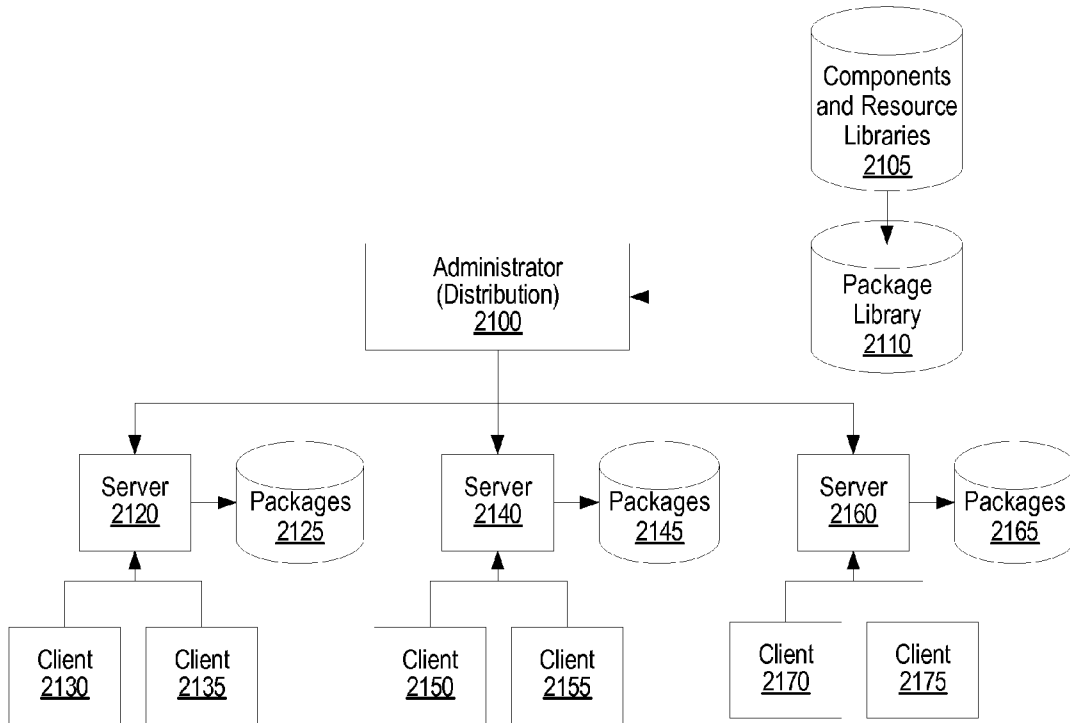 Components
and Resource
Libraries
2105
Administrator
(Distribution)
2100
Package
Library
2110
Server
2120
Packages
2125
Server
2140
Packages
2145
Server
2160
Packages
2165
Client
2130
Client
2135
Client
2150
Client
2155
Client
2170
Client
2175